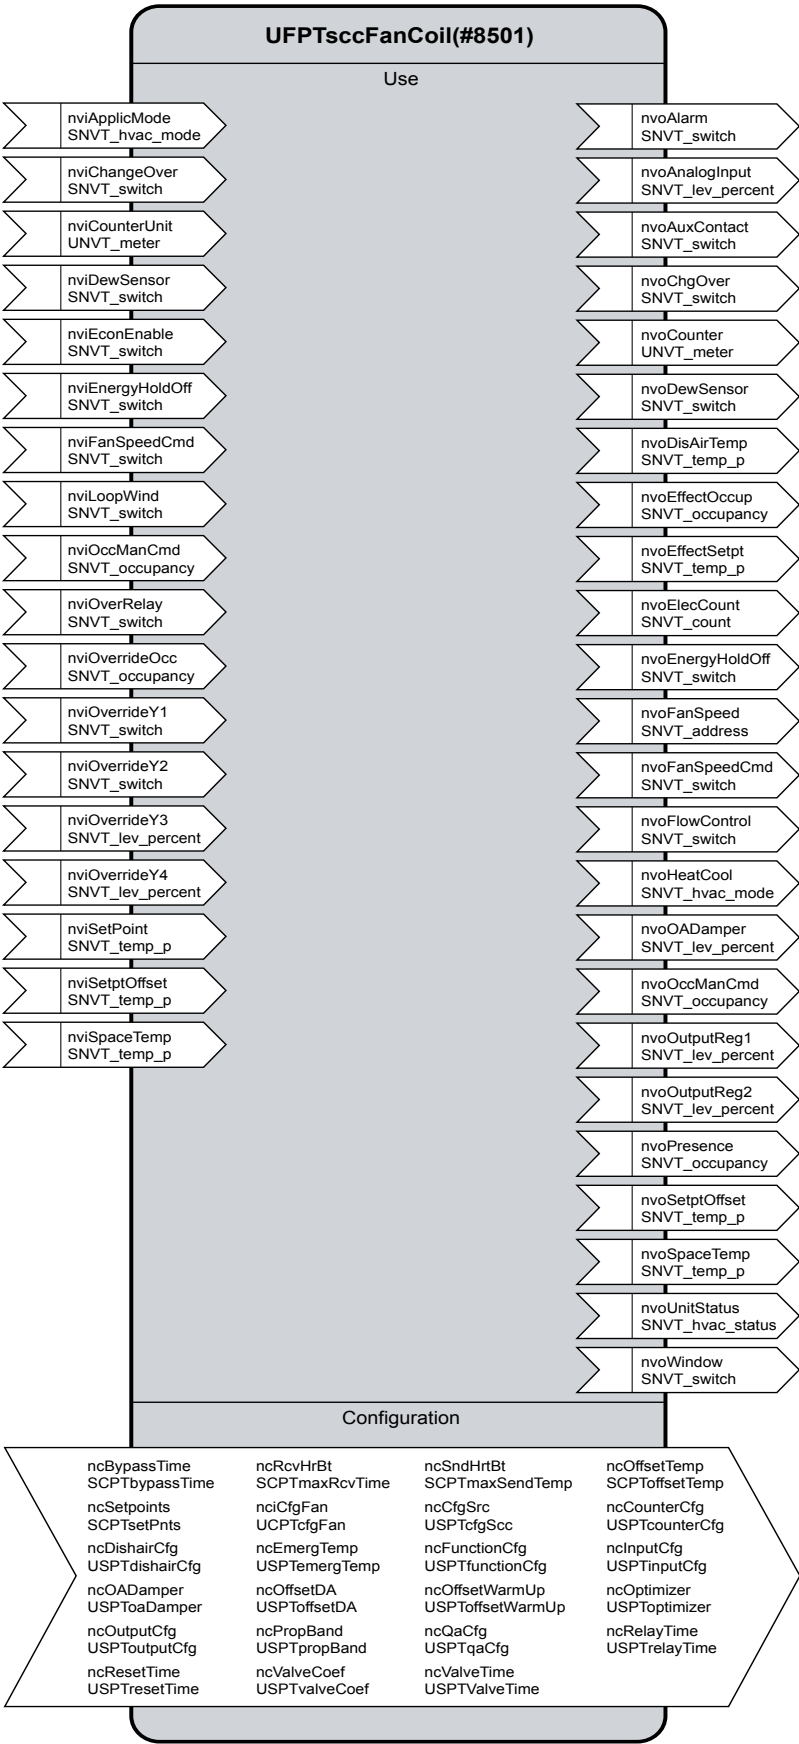 UFPTsccFanCoil(#8501)
Use
nviApplicMode
SNVT_hvac_mode
nviChangeOver
SNVT_switch
nviCounterUnit
UNVT_meter
nviDewSensor
SNVT_switch
nviEconEnable
SNVT_switch
nviEnergyHoldOff
SNVT_switch
nviFanSpeedCmd
SNVT_switch
nviLoopWind
SNVT_switch
nviOccManCmd
SNVT_occupancy
nviOverRelay
SNVT_switch
nviOverrideOcc
SNVT_occupancy
nviOverrideY1
SNVT_switch
nviOverrideY2
SNVT_switch
nviOverrideY3
SNVT_lev_percent
nviOverrideY4
SNVT_lev_percent
nviSetPoint
SNVT_temp_p
nviSetptOffset
SNVT_temp_p
nviSpaceTemp
SNVT_temp_p
nvoAlarm
SNVT_switch
nvoAnalogInput
SNVT_lev_percent
nvoAuxContact
SNVT_switch
nvoChgOver
SNVT_switch
nvoCounter
UNVT_meter
nvoDewSensor
SNVT_switch
nvoDisAirTemp
SNVT_temp_p
nvoEffectOccup
SNVT_occupancy
nvoEffectSetpt
SNVT_temp_p
nvoElecCount
SNVT_count
nvoEnergyHoldOff
SNVT_switch
nvoFanSpeed
SNVT_address
nvoFanSpeedCmd
SNVT_switch
nvoFlowControl
SNVT_switch
nvoHeatCool
SNVT_hvac_mode
nvoOADamper
SNVT_lev_percent
nvoOccManCmd
SNVT_occupancy
nvoOutputReg1
SNVT_lev_percent
nvoOutputReg2
SNVT_lev_percent
nvoPresence
SNVT_occupancy
nvoSetptOffset
SNVT_temp_p
nvoSpaceTemp
SNVT_temp_p
nvoUnitStatus
SNVT_hvac_status
nvoWindow
SNVT_switch
Configuration
ncBypassTime ncRcvHrBt ncSndHrtBt ncOffsetTemp
SCPTbypassTime SCPTmaxRcvTime SCPTmaxSendTemp SCPToffsetTemp
ncSetpoints nciCfgFan ncCfgSrc ncCounterCfg
SCPTsetPnts UCPTcfgFan USPTcfgScc USPTcounterCfg
ncDishairCfg ncEmergTemp ncFunctionCfg ncInputCfg
USPTdishairCfg USPTemergTemp USPTfunctionCfg USPTinputCfg
ncOADamper ncOffsetDA ncOffsetWarmUp ncOptimizer
USPToaDamper USPToffsetDA USPToffsetWarmUp USPToptimizer
ncOutputCfg ncPropBand ncQaCfg ncRelayTime
USPToutputCfg USPTpropBand USPTqaCfg USPTrelayTime
ncResetTime ncValveCoef ncValveTime
USPTresetTime USPTvalveCoef USPTValveTime